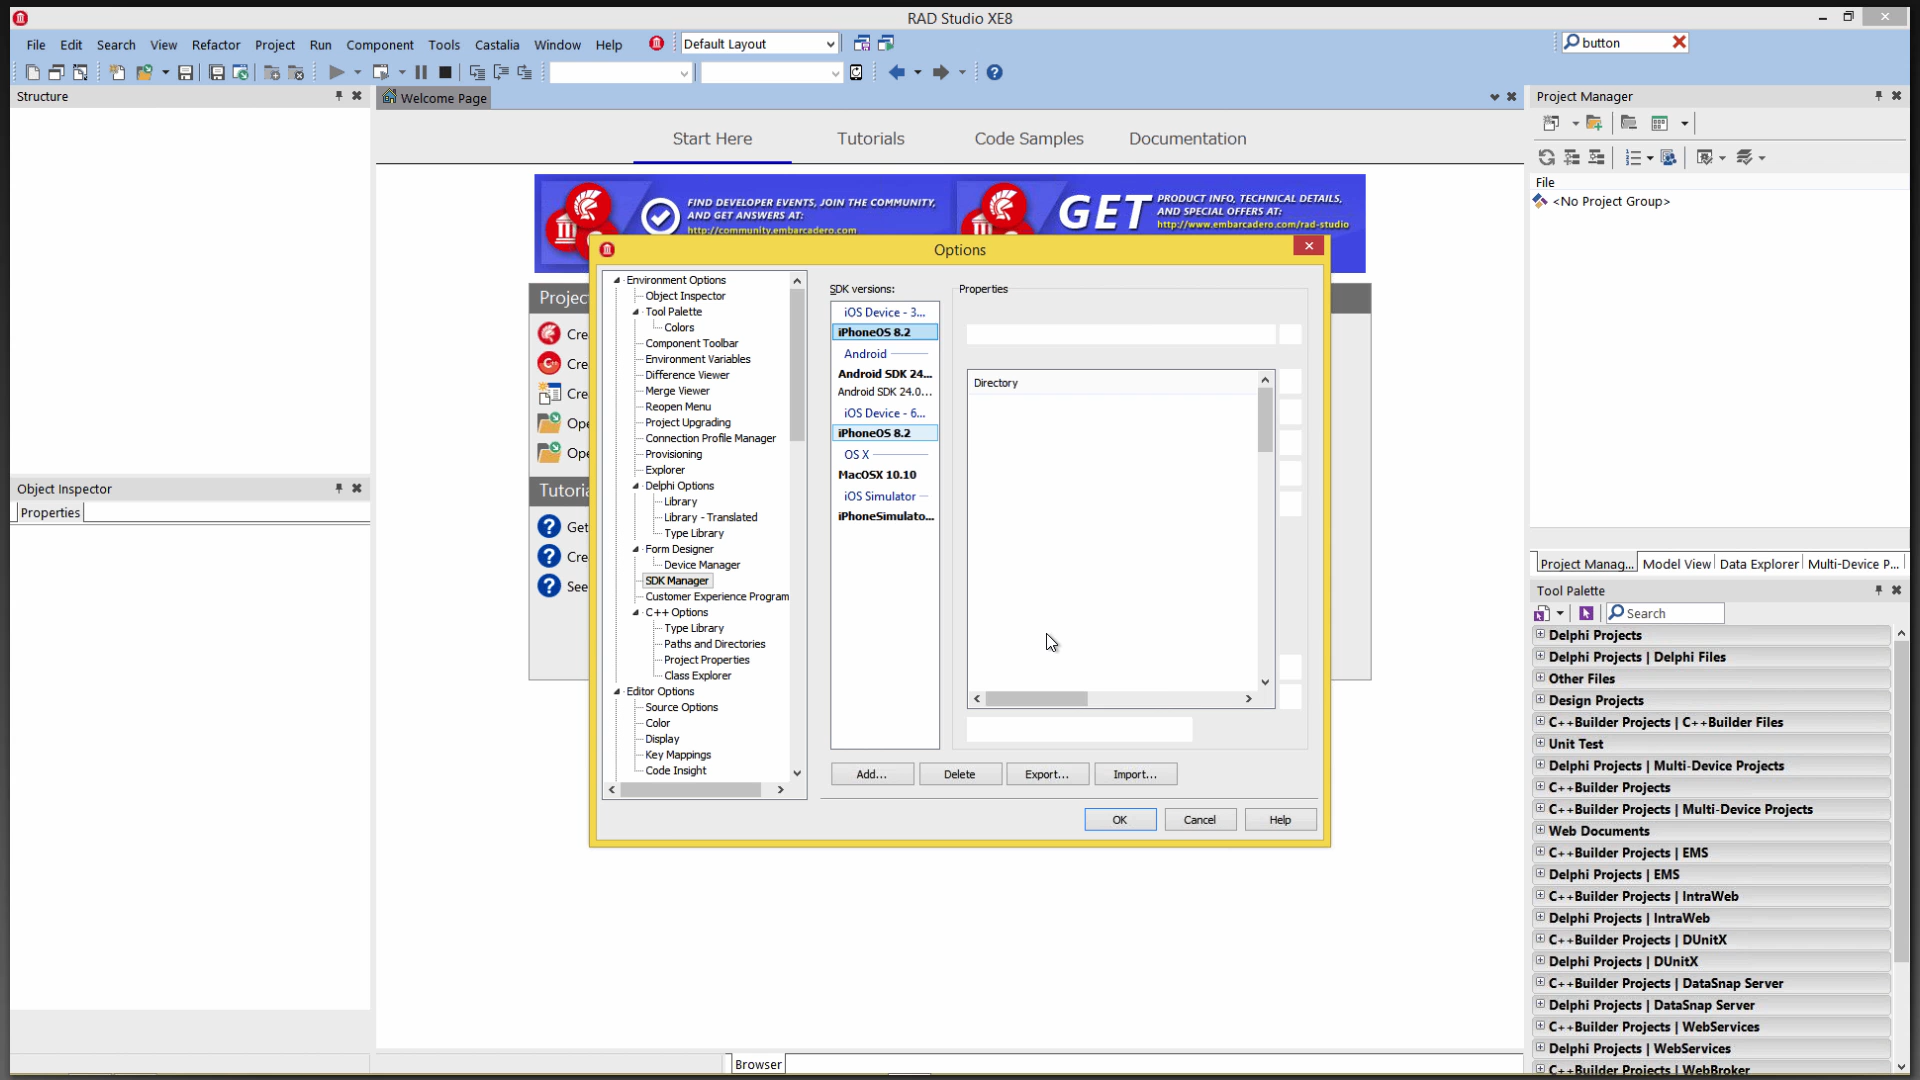 RAD Studio XE8
File Edit Search View Refactor Project Run Component Tools Castalia Window Help
Default Layout
button
Structure
Welcome Page
Project Manager
Start Here
Tutorials
Code Samples
Documentation
File
<No Project Group>
FIND DEVELOPER EVENTS, JOIN THE COMMUNITY,
AND GET ANSWERS AT:
http://community.embarcadero.com
GET
PRODUCT INFO, TECHNICAL DETAILS,
AND SPECIAL OFFERS AT:
http://www.embarcadero.com/rad-studio
Projec
Cre
Cre
Cre
Ope
Ope
Tutoria
Get
Cre
See
Options
Environment Options
Object Inspector
Tool Palette
Colors
Component Toolbar
Environment Variables
Difference Viewer
Merge Viewer
Reopen Menu
Project Upgrading
Connection Profile Manager
Provisioning
Explorer
Delphi Options
Library
Library - Translated
Type Library
Form Designer
Device Manager
SDK Manager
Customer Experience Program
C++ Options
Type Library
Paths and Directories
Project Properties
Class Explorer
Editor Options
Source Options
Color
Display
Key Mappings
Code Insight
SDK versions:
iOS Device - 3...
iPhoneOS 8.2
Android
Android SDK 24...
Android SDK 24.0...
iOS Device - 6...
iPhoneOS 8.2
OS X
MacOSX 10.10
iOS Simulator
iPhoneSimulato...
Properties
Directory
Add...
Delete
Export...
Import...
OK
Cancel
Help
Object Inspector
Properties
Browser
Project Manag...
Model View
Data Explorer
Multi-Device P...
Tool Palette
Search
Delphi Projects
Delphi Projects | Delphi Files
Other Files
Design Projects
C++Builder Projects | C++Builder Files
Unit Test
Delphi Projects | Multi-Device Projects
C++Builder Projects
C++Builder Projects | Multi-Device Projects
Web Documents
C++Builder Projects | EMS
Delphi Projects | EMS
C++Builder Projects | IntraWeb
Delphi Projects | IntraWeb
C++Builder Projects | DUnitX
Delphi Projects | DUnitX
C++Builder Projects | DataSnap Server
Delphi Projects | DataSnap Server
C++Builder Projects | WebServices
Delphi Projects | WebServices
C++Builder Projects | WebBroker